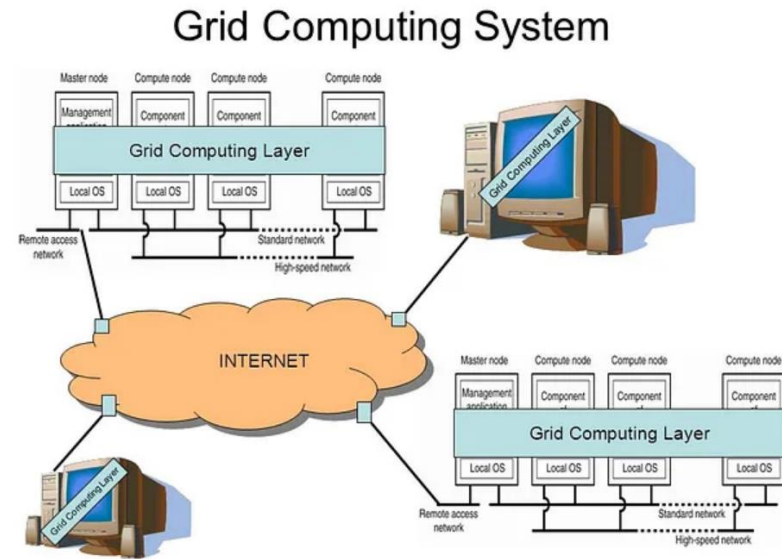 Grid Computing System
Master node
Compute node
Compute node
Compute node
Management
application
Component
Component
Component
Grid Computing Layer
Local OS
Local OS
Local OS
Local OS
Remote access
network
Standard network
High-speed network
Grid Computing Layer
INTERNET
Grid Computing Layer
Master node
Compute node
Compute node
Compute node
Management
application
Component
Component
Component
Grid Computing Layer
Local OS
Local OS
Local OS
Local OS
Remote access
network
Standard network
High-speed network